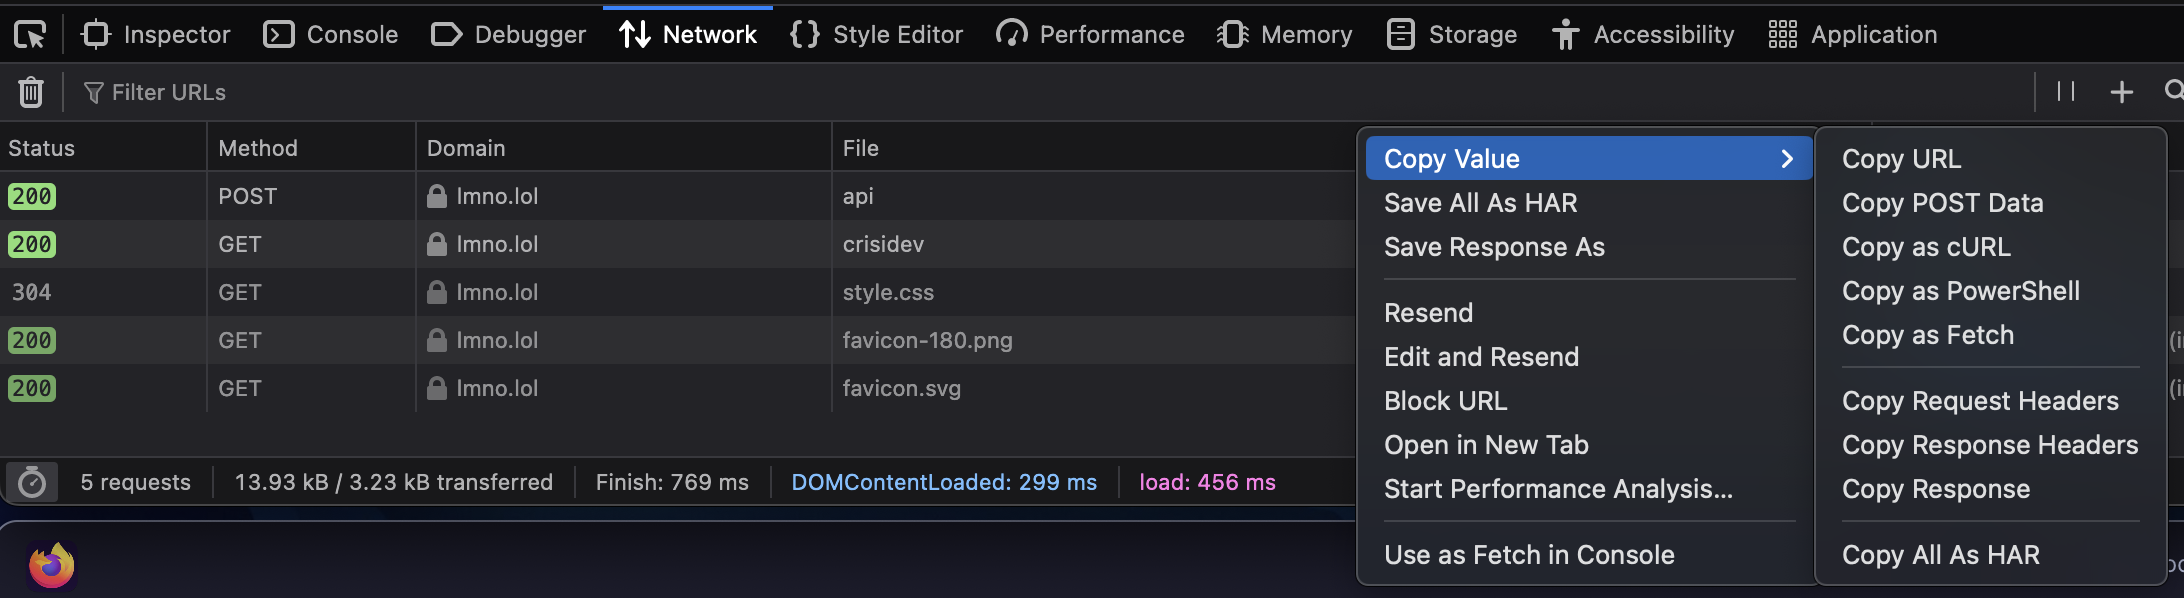 Inspector Console Debugger Network Style Editor Performance Memory Storage Accessibility Application
Filter URLs
Status Method Domain File
200 POST lmno.lol api
200 GET lmno.lol crisidev
304 GET lmno.lol style.css
200 GET lmno.lol favicon-180.png
200 GET lmno.lol favicon.svg
5 requests 13.93 kB / 3.23 kB transferred Finish: 769 ms DOMContentLoaded: 299 ms load: 456 ms
Copy Value
Save All As HAR
Save Response As
Resend
Edit and Resend
Block URL
Open in New Tab
Start Performance Analysis...
Use as Fetch in Console
Copy URL
Copy POST Data
Copy as cURL
Copy as PowerShell
Copy as Fetch
Copy Request Headers
Copy Response Headers
Copy Response
Copy All As HAR